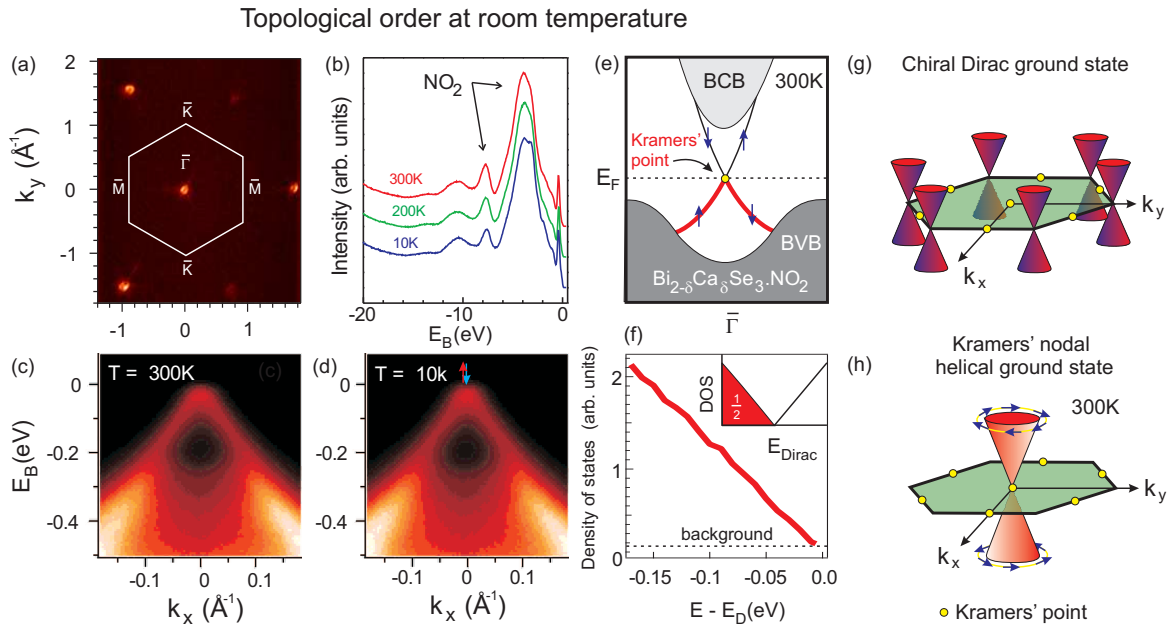 Topological order at room temperature
(a)
2
1
0
-1
k_y (Å⁻¹)
K̄
Γ̄
M̄
M̄
K̄
-1
0
1
(b)
NO₂
300K
200K
10K
Intensity (arb. units)
-20
-10
0
E_B(eV)
(e)
BCB
300K
Kramers'
point
E_F
BVB
Bi₂₋δCaδSe₃.NO₂
Γ̄
(g)
Chiral Dirac ground state
k_y
k_x
(c)
T = 300K
(c)
0
-0.2
-0.4
E_B(eV)
-0.1
0
0.1
k_x (Å⁻¹)
(d)
T = 10k
0
-0.2
-0.4
-0.1
0
0.1
k_x (Å⁻¹)
(f)
2
1
0
Density of states (arb. units)
DOS
1/2
E_Dirac
background
-0.15
-0.10
-0.05
0.0
E - E_D(eV)
(h)
Kramers' nodal
helical ground state
300K
k_y
k_x
Kramers' point